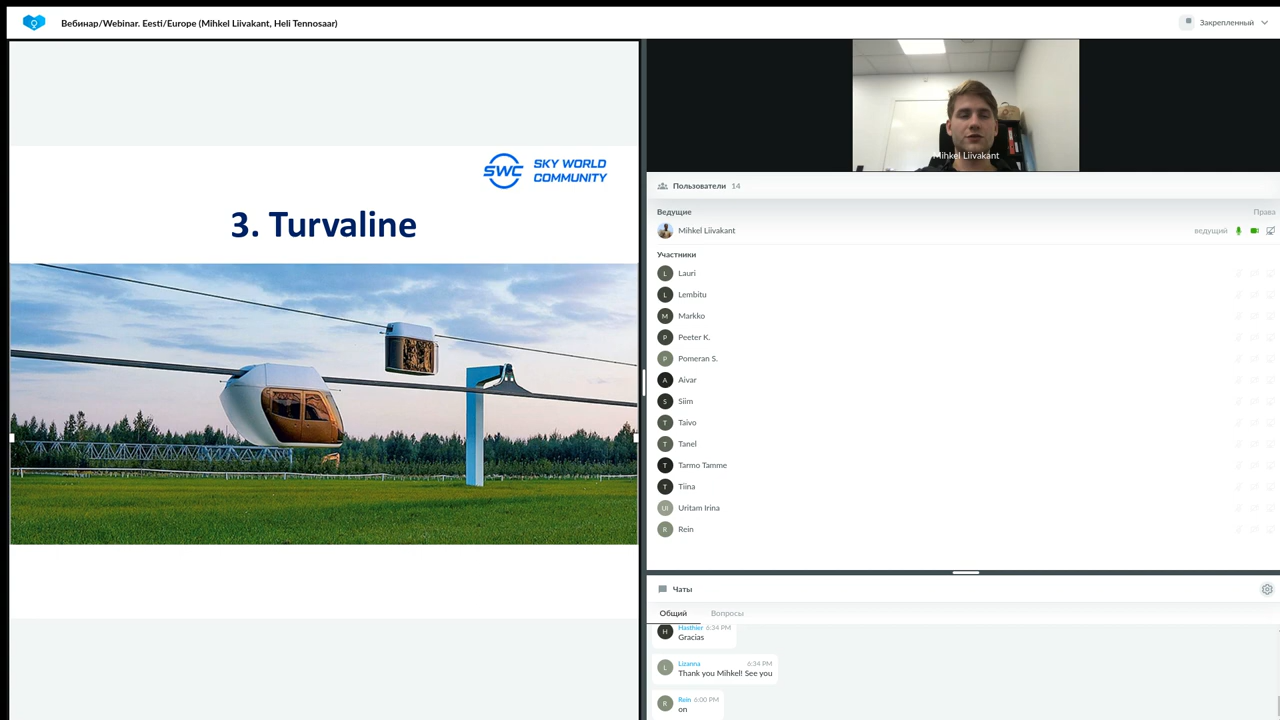 Вебинар/Webinar. Eesti/Europe (Mihkel Liivakant, Heli Tennosaar)
Закрепленный
SWC SKY WORLD
COMMUNITY
3. Turvaline
Mihkel Liivakant
Пользователи 14
Ведущие Права
Mihkel Liivakant ведущий
Участники
L Lauri
L Lembitu
M Markko
P Peeter K.
P Pomeran S.
A Aivar
S Siim
T Taivo
T Tanel
T Tarmo Tamme
T Tiina
UI Uritam Irina
R Rein
Чаты
Общий Вопросы
H Hasthier 6:34 PM
Gracias
L Lizanna 6:34 PM
Thank you Mihkel! See you
R Rein 6:00 PM
on